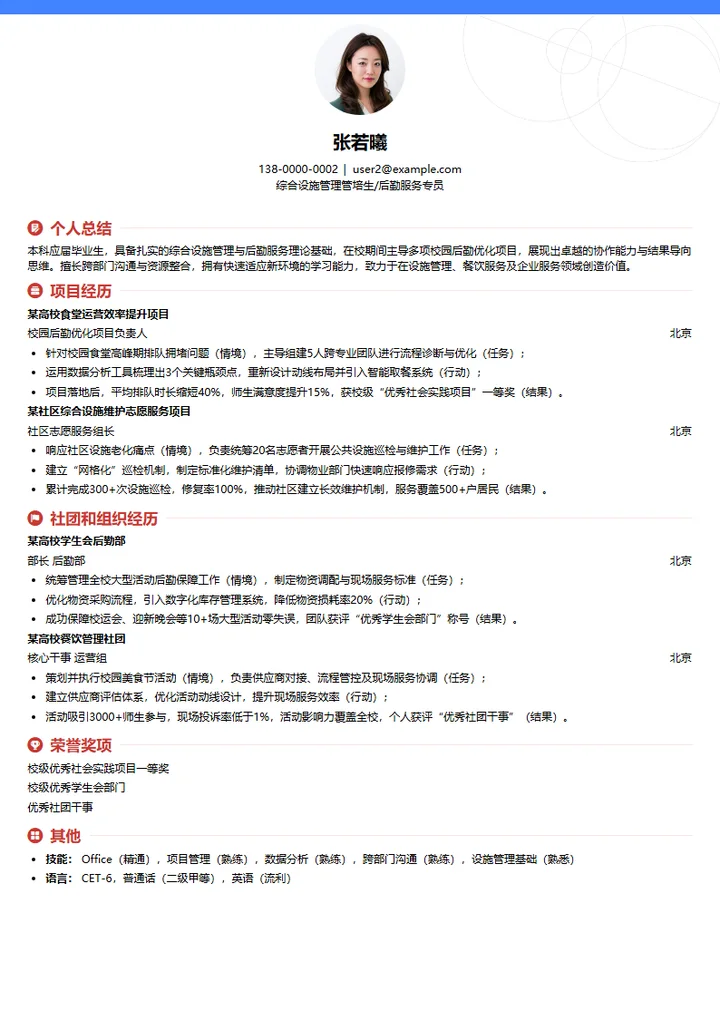 张若曦
138-0000-0002 | user2@example.com
综合设施管理管培生/后勤服务专员
个人总结
本科应届毕业生，具备扎实的综合设施管理与后勤服务理论基础，在校期间主导多项校园后勤优化项目，展现出卓越的协作能力与结果导向
思维。擅长跨部门沟通与资源整合，拥有快速适应新环境的学习能力，致力于在设施管理、餐饮服务及企业服务领域创造价值。
项目经历
某高校食堂运营效率提升项目
校园后勤优化项目负责人 北京
• 针对校园食堂高峰期排队拥堵问题（情境），主导组建5人跨专业团队进行流程诊断与优化（任务）；
• 运用数据分析工具梳理出3个关键瓶颈点，重新设计动线布局并引入智能取餐系统（行动）；
• 项目落地后，平均排队时长缩短40%，师生满意度提升15%，获校级“优秀社会实践项目”一等奖（结果）。
某社区综合设施维护志愿服务项目
社区志愿服务组长 北京
• 响应社区设施老化痛点（情境），负责统筹20名志愿者开展公共设施巡检与维护工作（任务）；
• 建立“网格化”巡检机制，制定标准化维护清单，协调物业部门快速响应报修需求（行动）；
• 累计完成300+次设施巡检，修复率100%，推动社区建立长效维护机制，服务覆盖500+户居民（结果）。
社团和组织经历
某高校学生会后勤部
部长 后勤部 北京
• 统筹管理全校大型活动后勤保障工作（情境），制定物资调配与现场服务标准（任务）；
• 优化物资采购流程，引入数字化库存管理系统，降低物资损耗率20%（行动）；
• 成功保障校运会、迎新晚会等10+场大型活动零失误，团队获评“优秀学生会部门”称号（结果）。
某高校餐饮管理社团
核心干事 运营组 北京
• 策划并执行校园美食节活动（情境），负责供应商对接、流程管控及现场服务协调（任务）；
• 建立供应商评估体系，优化活动动线设计，提升现场服务效率（行动）；
• 活动吸引3000+师生参与，现场投诉率低于1%，活动影响力覆盖全校，个人获评“优秀社团干事”（结果）。
荣誉奖项
校级优秀社会实践项目一等奖
校级优秀学生会部门
优秀社团干事
其他
• 技能： Office（精通），项目管理（熟练），数据分析（熟练），跨部门沟通（熟练），设施管理基础（熟悉）
• 语言： CET-6，普通话（二级甲等），英语（流利）